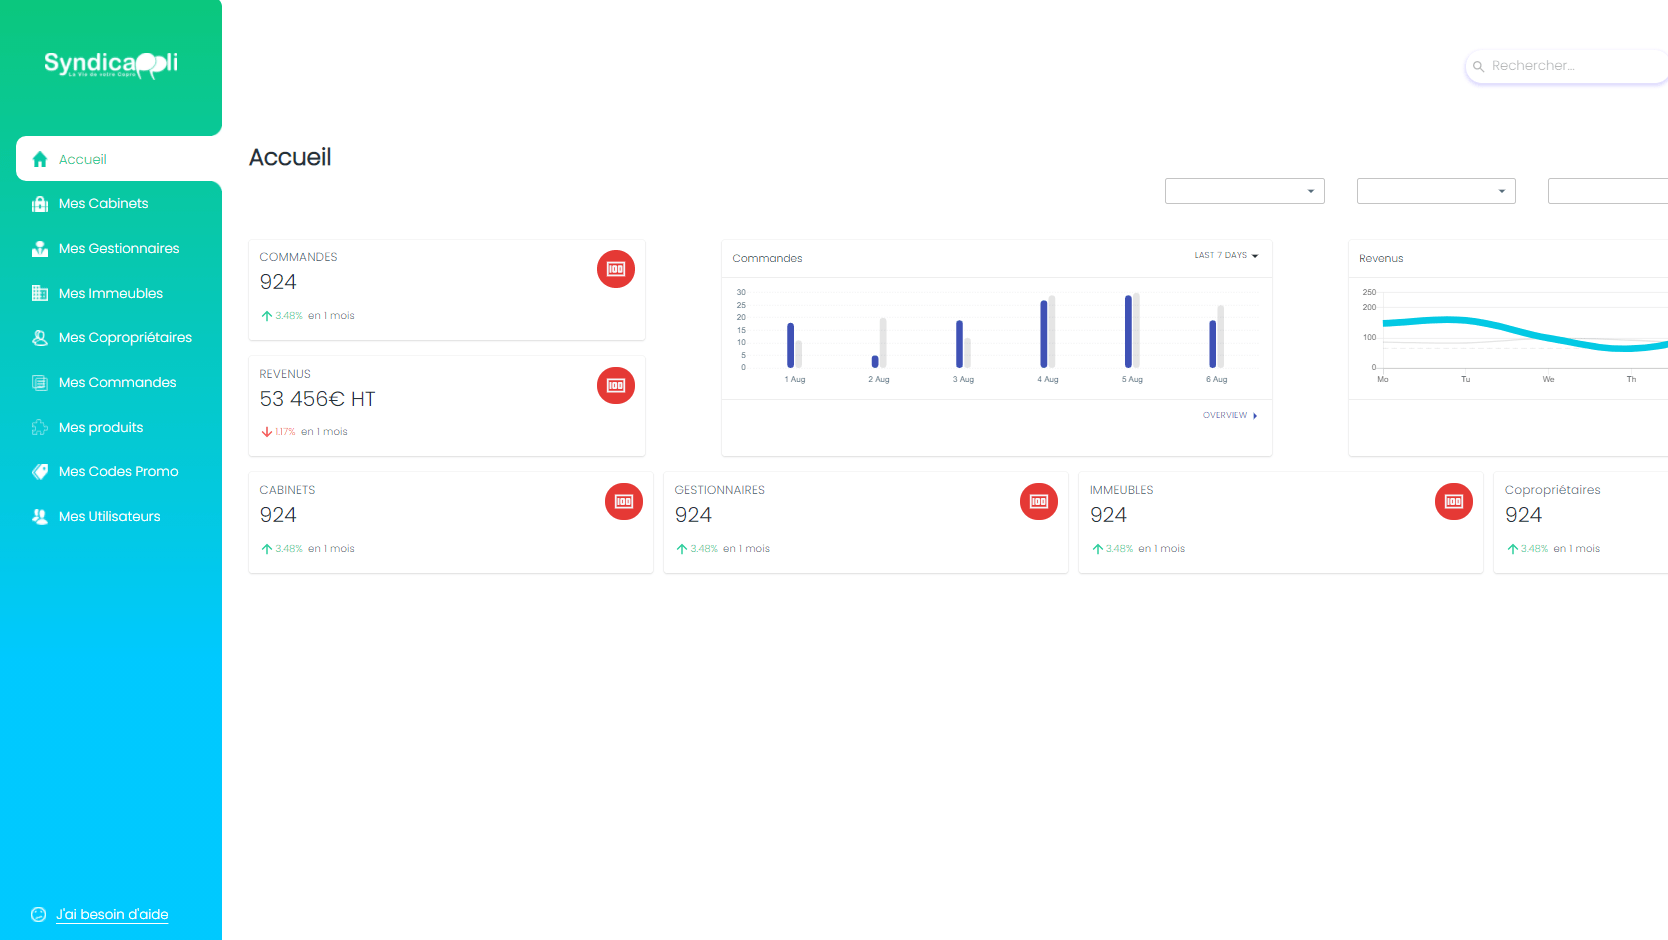 Syndicappli
La Vie de votre Copro
Rechercher...
Accueil
Mes Cabinets
Mes Gestionnaires
Mes Immeubles
Mes Copropriétaires
Mes Commandes
Mes produits
Mes Codes Promo
Mes Utilisateurs
J'ai besoin d'aide
Accueil
COMMANDES
924
3.48% en 1 mois
REVENUS
53 456€ HT
1.17% en 1 mois
Commandes
LAST 7 DAYS
30
25
20
15
10
5
0
1 Aug 2 Aug 3 Aug 4 Aug 5 Aug 6 Aug
OVERVIEW
Revenus
250
200
100
0
Mo Tu We Th
CABINETS
924
3.48% en 1 mois
GESTIONNAIRES
924
3.48% en 1 mois
IMMEUBLES
924
3.48% en 1 mois
Copropriétaires
924
3.48% en 1 mois